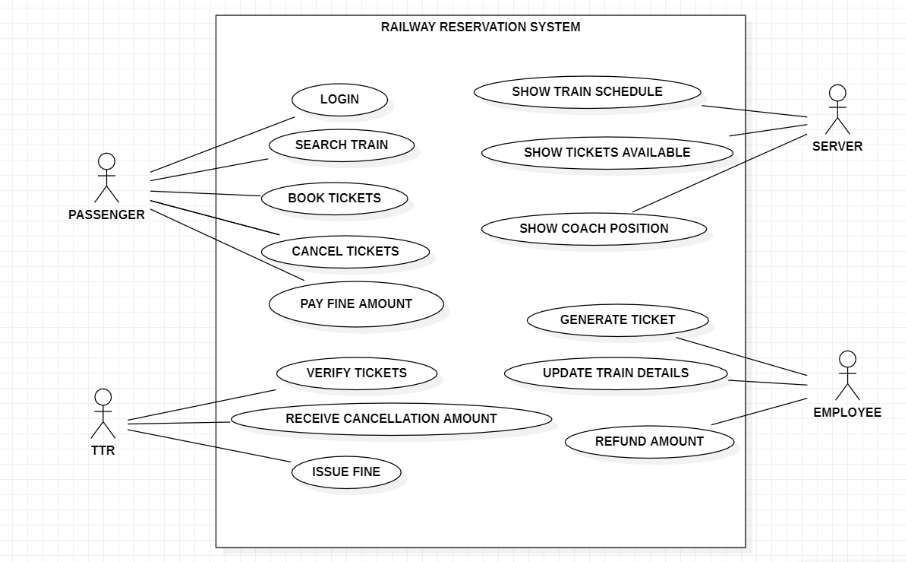 RAILWAY RESERVATION SYSTEM
LOGIN
SEARCH TRAIN
BOOK TICKETS
CANCEL TICKETS
PAY FINE AMOUNT
VERIFY TICKETS
RECEIVE CANCELLATION AMOUNT
ISSUE FINE
SHOW TRAIN SCHEDULE
SHOW TICKETS AVAILABLE
SHOW COACH POSITION
GENERATE TICKET
UPDATE TRAIN DETAILS
REFUND AMOUNT
PASSENGER
TTR
SERVER
EMPLOYEE